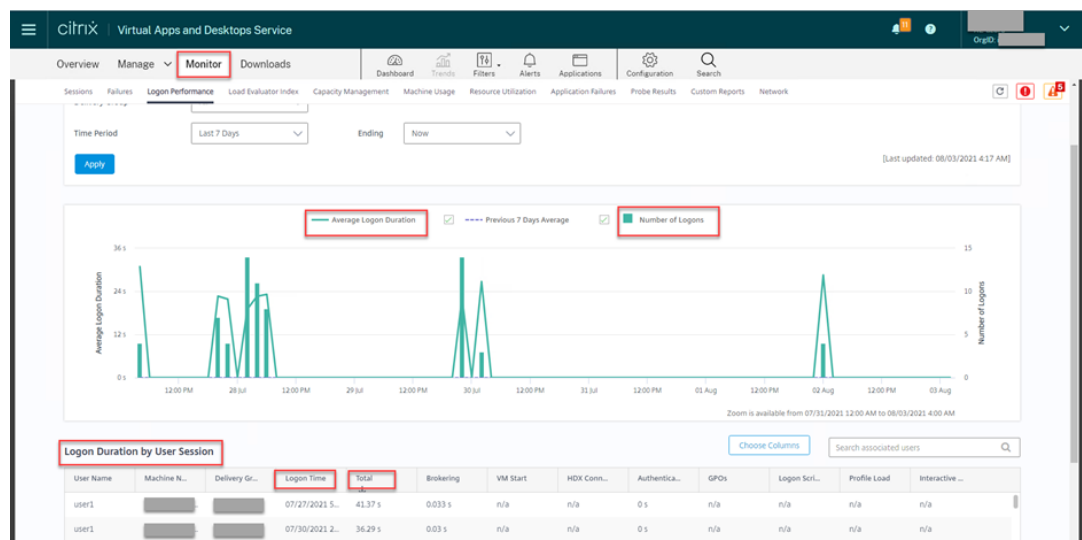 citrix | Virtual Apps and Desktops Service 11 ?
OrgID:
Overview Manage Monitor Downloads Dashboard Trends Filters Alerts Applications Configuration Search
Sessions Failures Logon Performance Load Evaluator Index Capacity Management Machine Usage Resource Utilization Application Failures Probe Results Custom Reports Network 5
Time Period Last 7 Days Ending Now
Apply [Last updated: 08/03/2021 4:17 AM]
Average Logon Duration Previous 7 Days Average Number of Logons
36 s 15
24 s 10
12 s 5
0 s 0
Average Logon Duration
Number of Logons
12:00 PM 28 Jul 12:00 PM 29 Jul 12:00 PM 30 Jul 12:00 PM 31 Jul 12:00 PM 01 Aug 12:00 PM 02 Aug 12:00 PM 03 Aug
Zoom is available from 07/31/2021 12:00 AM to 08/03/2021 4:00 AM
Logon Duration by User Session Choose Columns Search associated users
User Name Machine N... Delivery Gr... Logon Time Total Brokering VM Start HDX Conn... Authentica... GPOs Logon Scri... Profile Load Interactive ...
user1 07/27/2021 5... 41.37 s 0.033 s n/a n/a 0 s n/a n/a n/a n/a
user1 07/30/2021 2... 36.29 s 0.03 s n/a n/a 0 s n/a n/a n/a n/a